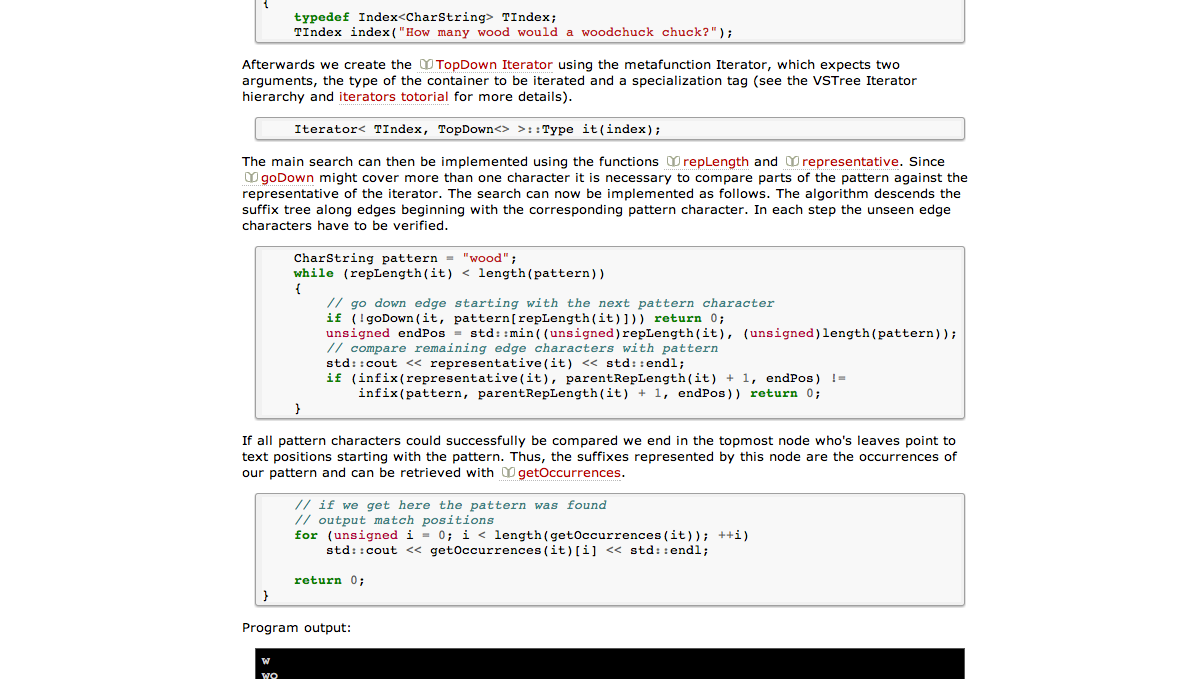 {
typedef Index<CharString> TIndex;
TIndex index("How many wood would a woodchuck chuck?");
Afterwards we create the TopDown Iterator using the metafunction Iterator, which expects two
arguments, the type of the container to be iterated and a specialization tag (see the VSTree Iterator
hierarchy and iterators totorial for more details).
Iterator< TIndex, TopDown<> >::Type it(index);
The main search can then be implemented using the functions repLength and representative. Since
goDown might cover more than one character it is necessary to compare parts of the pattern against the
representative of the iterator. The search can now be implemented as follows. The algorithm descends the
suffix tree along edges beginning with the corresponding pattern character. In each step the unseen edge
characters have to be verified.
CharString pattern = "wood";
while (repLength(it) < length(pattern))
{
// go down edge starting with the next pattern character
if (!goDown(it, pattern[repLength(it)])) return 0;
unsigned endPos = std::min((unsigned)repLength(it), (unsigned)length(pattern));
// compare remaining edge characters with pattern
std::cout << representative(it) << std::endl;
if (infix(representative(it), parentRepLength(it) + 1, endPos) !=
infix(pattern, parentRepLength(it) + 1, endPos)) return 0;
}
If all pattern characters could successfully be compared we end in the topmost node who's leaves point to
text positions starting with the pattern. Thus, the suffixes represented by this node are the occurrences of
our pattern and can be retrieved with getOccurrences.
// if we get here the pattern was found
// output match positions
for (unsigned i = 0; i < length(getOccurrences(it)); ++i)
std::cout << getOccurrences(it)[i] << std::endl;
return 0;
}
Program output:
w
wo